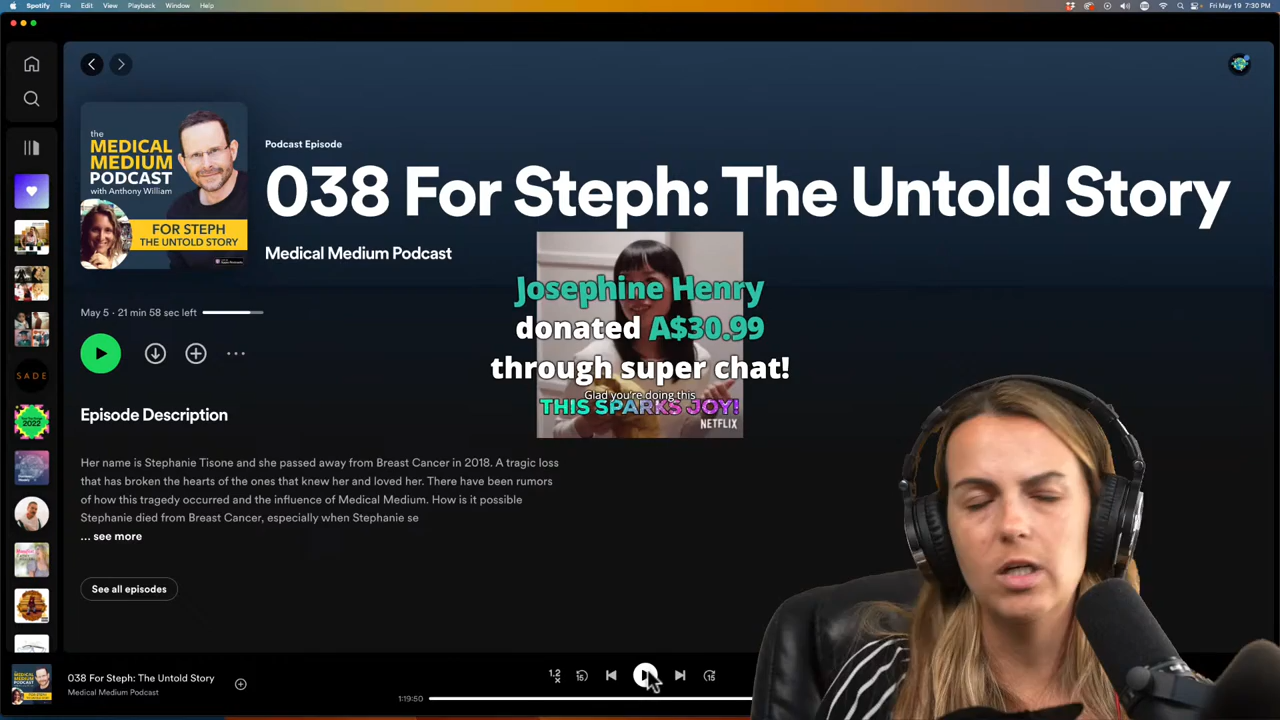 Spotify File Edit View Playback Window Help
Fri May 19 7:30 PM
the
MEDICAL
MEDIUM
PODCAST
with Anthony William
FOR STEPH
THE UNTOLD STORY
Podcast Episode
038 For Steph: The Untold Story
Medical Medium Podcast
Josephine Henry
donated A$30.99
through super chat!
Glad you're doing this
THIS SPARKS JOY!
NETFLIX
May 5 · 21 min 58 sec left
SADE
2022
Episode Description
Her name is Stephanie Tisone and she passed away from Breast Cancer in 2018. A tragic loss
that has broken the hearts of the ones that knew her and loved her. There have been rumors
of how this tragedy occurred and the influence of Medical Medium. How is it possible
Stephanie died from Breast Cancer, especially when Stephanie se
... see more
See all episodes
038 For Steph: The Untold Story
Medical Medium Podcast
1.2x
15
15
1:19:50